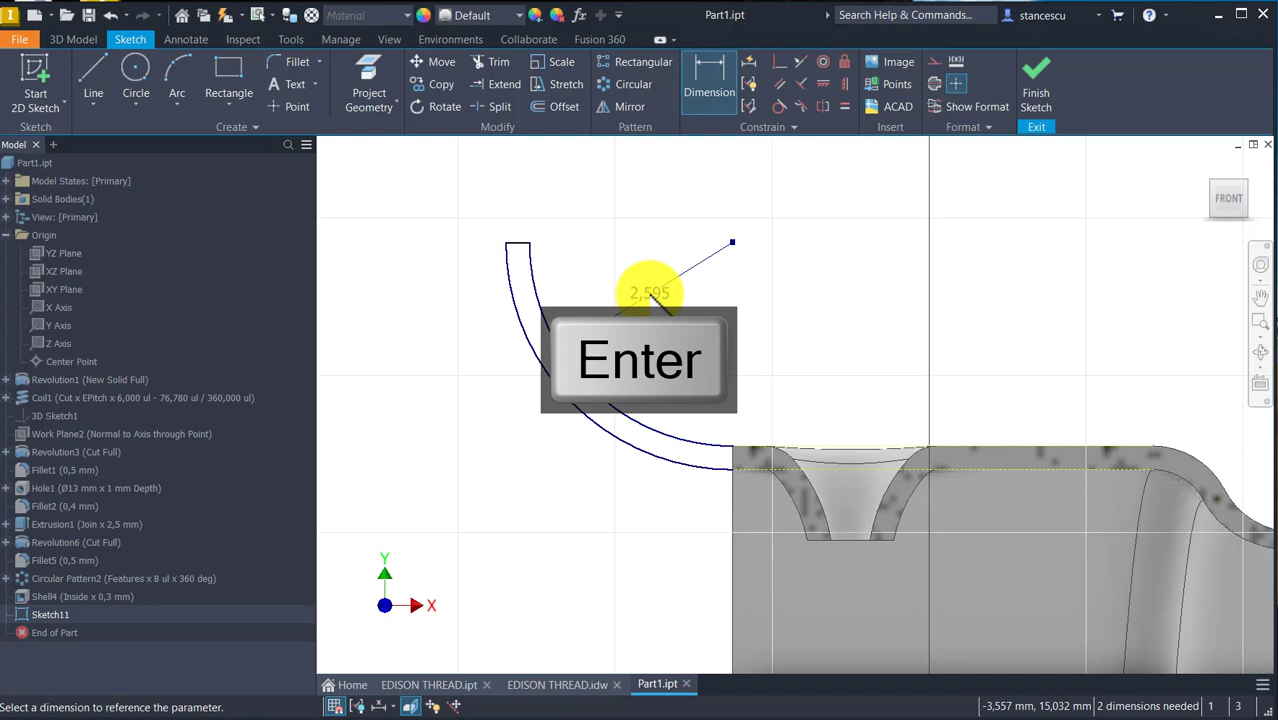 Material
Default
Part1.ipt
Search Help & Commands...
stancescu
File
3D Model
Sketch
Annotate
Inspect
Tools
Manage
View
Environments
Collaborate
Fusion 360
Start
2D Sketch
Line
Circle
Arc
Rectangle
Fillet
Text
Point
Project
Geometry
Move
Copy
Rotate
Trim
Extend
Split
Scale
Stretch
Offset
Rectangular
Circular
Mirror
Dimension
Image
Points
ACAD
Show Format
Finish
Sketch
Sketch
Create
Modify
Pattern
Constrain
Insert
Format
Exit
Model
Part1.ipt
Model States: [Primary]
Solid Bodies(1)
View: [Primary]
Origin
YZ Plane
XZ Plane
XY Plane
X Axis
Y Axis
Z Axis
Center Point
Revolution1 (New Solid Full)
Coil1 (Cut x EPitch x 6,000 ul - 76,780 ul / 360,000 ul)
3D Sketch1
Work Plane2 (Normal to Axis through Point)
Revolution3 (Cut Full)
Fillet1 (0,5 mm)
Hole1 (Ø13 mm x 1 mm Depth)
Fillet2 (0,4 mm)
Extrusion1 (Join x 2,5 mm)
Revolution6 (Cut Full)
Fillet5 (0,5 mm)
Circular Pattern2 (Features x 8 ul x 360 deg)
Shell4 (Inside x 0,3 mm)
Sketch11
End of Part
FRONT
2,595
Enter
Y
X
Home
EDISON THREAD.ipt
EDISON THREAD.idw
Part1.ipt
Select a dimension to reference the parameter.
-3,557 mm, 15,032 mm
2 dimensions needed
1
3